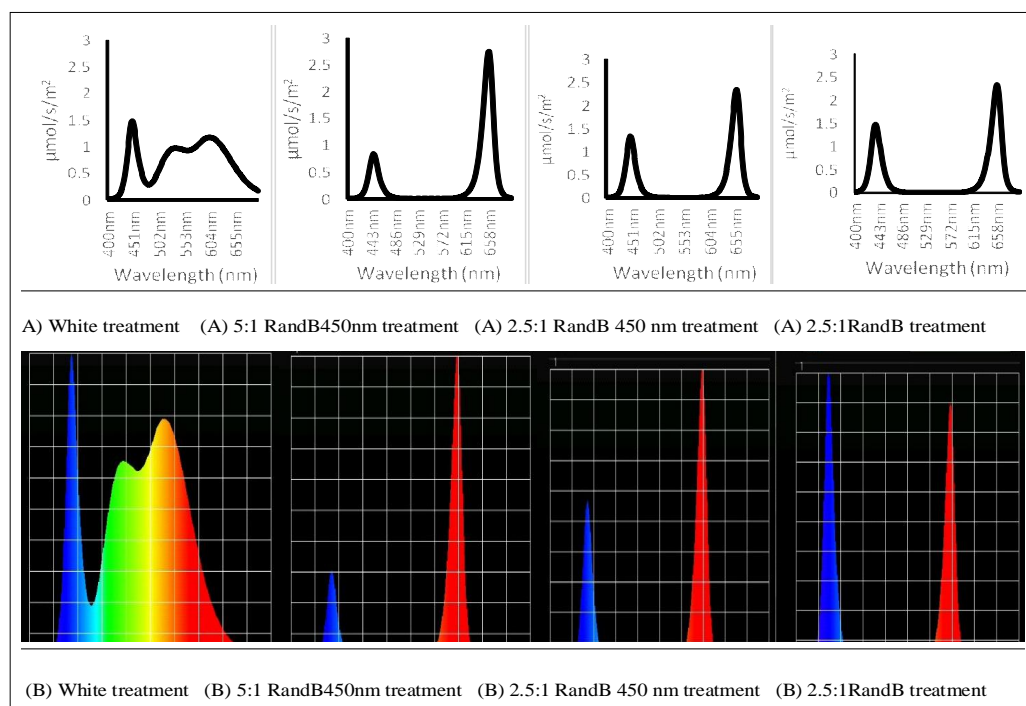 3
2.5
2
1.5
1
0.5
0
µmol/s/m²
400nm
451nm
502nm
553nm
604nm
655nm
Wavelength (nm)
3
2.5
2
1.5
1
0.5
0
µmol/s/m²
400nm
443nm
486nm
529nm
572nm
615nm
658nm
Wavelength (nm)
3
2.5
2
1.5
1
0.5
0
µmol/s/m²
400nm
451nm
502nm
553nm
604nm
655nm
Wavelength (nm)
3
2.5
2
1.5
1
0.5
0
µmol/s/m²
400nm
443nm
486nm
529nm
572nm
615nm
658nm
Wavelength (nm)
A) White treatment (A) 5:1 RandB450nm treatment (A) 2.5:1 RandB 450 nm treatment (A) 2.5:1RandB treatment
1
1
(B) White treatment (B) 5:1 RandB450nm treatment (B) 2.5:1 RandB 450 nm treatment (B) 2.5:1RandB treatment